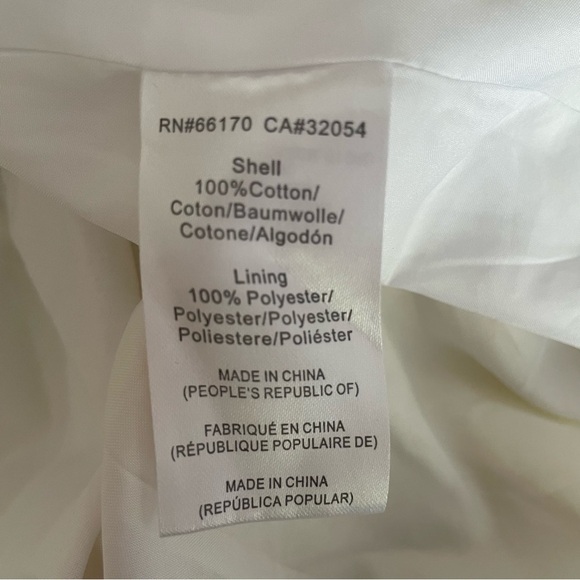 RN#66170 CA#32054
Shell
100%Cotton/
Coton/Baumwolle/
Cotone/Algodón
Lining
100% Polyester/
Polyester/Polyester/
Poliestere/Poliéster
MADE IN CHINA
(PEOPLE'S REPUBLIC OF)
FABRIQUÉ EN CHINA
(RÉPUBLIQUE POPULAIRE DE)
MADE IN CHINA
(REPÚBLICA POPULAR)